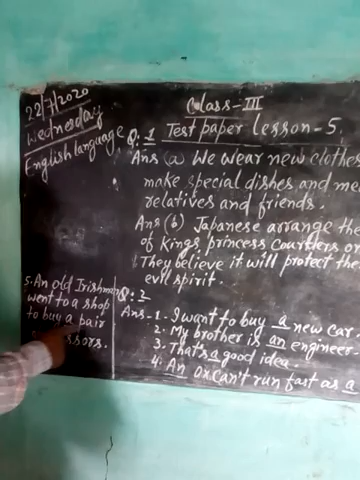 22/7/2020
Wednesday
English language
Class-III
Test paper lesson-5
Q: 1
Ans (a) We wear new clothes
make special dishes and
relatives and friends.
Ans (b) Japanese arrange the
of kings princess Courtiers
They believe it will protect
evil spirit.
Q: 2
Ans-1. I want to buy a new car.
2. My brother is an engineer
3. That's a good idea.
4. An ox can't run fast as a
5. An old Irishman
went to a shop
to buy a pair
ssors.